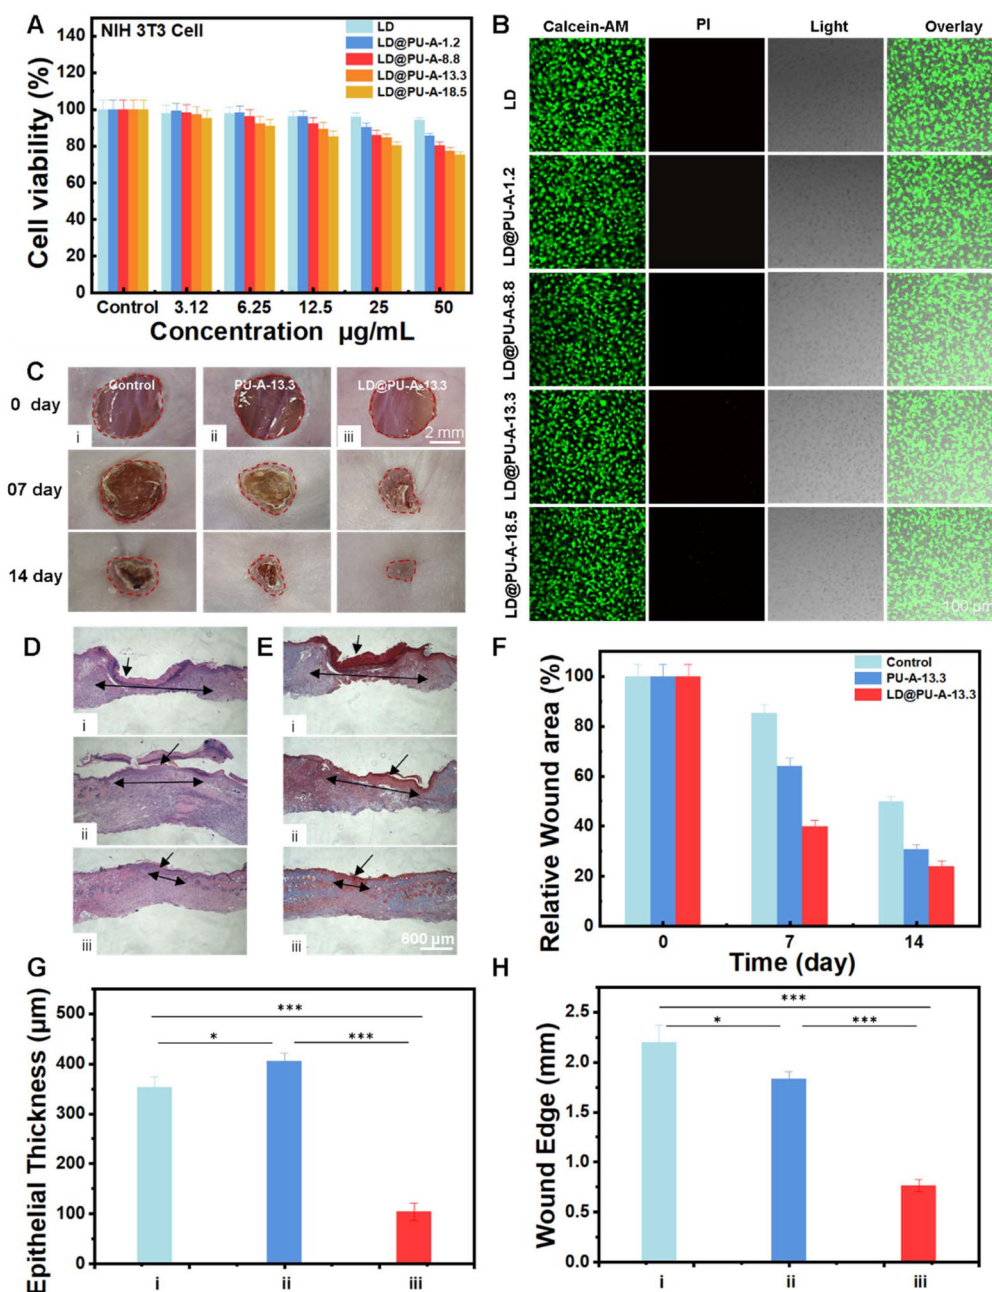 A
NIH 3T3 Cell
LD
LD@PU-A-1.2
LD@PU-A-8.8
LD@PU-A-13.3
LD@PU-A-18.5
Cell viability (%)
140
120
100
80
60
40
20
0
Control 3.12 6.25 12.5 25 50
Concentration µg/mL
B
Calcein-AM PI Light Overlay
LD
LD@PU-A-1.2
LD@PU-A-8.8
LD@PU-A-13.3
LD@PU-A-18.5
100 µm
C
Control PU-A-13.3 LD@PU-A-13.3
0 day
i ii iii
2 mm
07 day
14 day
D
i
ii
iii
E
i
ii
iii
600 µm
F
Control
PU-A-13.3
LD@PU-A-13.3
Relative Wound area (%)
100
80
60
40
20
0
0 7 14
Time (day)
G
Epithelial Thickness (µm)
500
400
300
200
100
0
***
* ***
i ii iii
H
Wound Edge (mm)
2.5
2.0
1.5
1.0
0.5
0.0
***
* ***
i ii iii